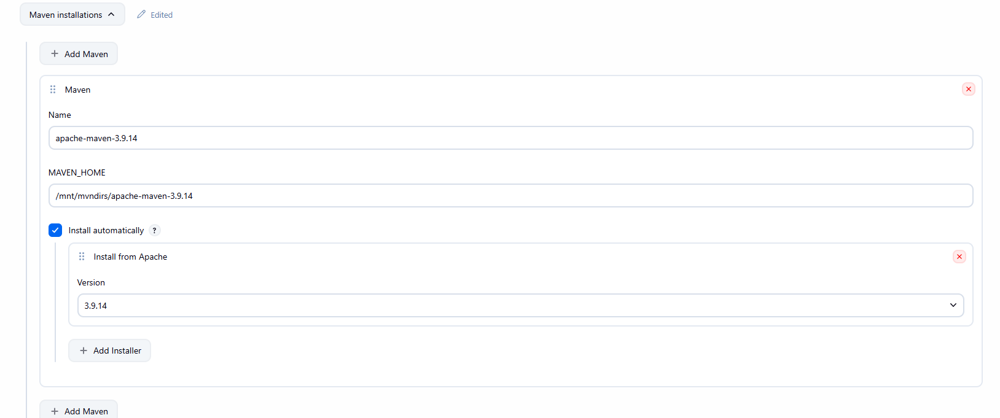 Maven installations
Edited
Add Maven
Maven
Name
apache-maven-3.9.14
MAVEN_HOME
/mnt/mvndirs/apache-maven-3.9.14
Install automatically ?
Install from Apache
Version
3.9.14
Add Installer
Add Maven